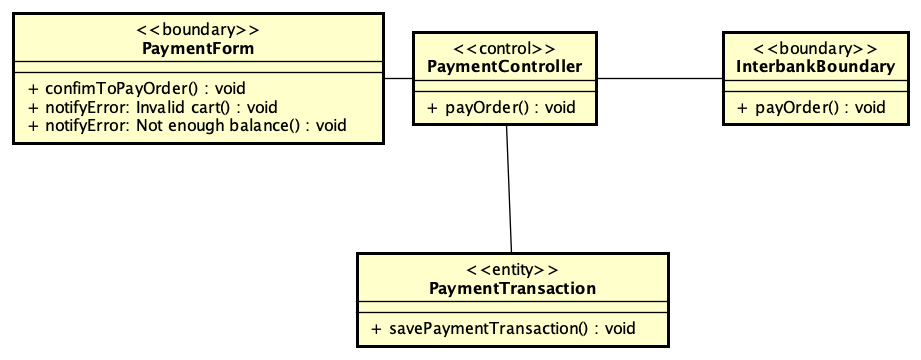 <<boundary>>
PaymentForm
+ confimToPayOrder() : void
+ notifyError: Invalid cart() : void
+ notifyError: Not enough balance() : void
<<control>>
PaymentController
+ payOrder() : void
<<boundary>>
InterbankBoundary
+ payOrder() : void
<<entity>>
PaymentTransaction
+ savePaymentTransaction() : void